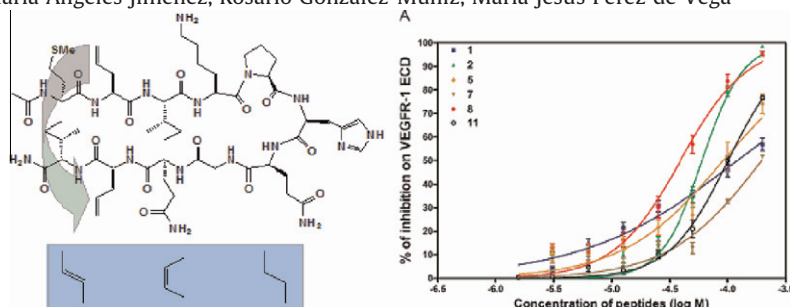 María Ángeles Jiménez, Rosario González-Muñiz, María Jesús Pérez de Vega
A
NH2
SMe
O
H
N
O
H
N
O
N
O
N
H
O
N
H
O
HN
NH
N
H2N
H
N
O
H
N
O
NH
O
N
H
O
N
H
O
O
NH2
O
NH2
% of inhibition on VEGFR-1 ECD
100
90
80
70
60
50
40
30
20
10
0
1
2
5
7
8
11
-6.5
-6.0
-5.5
-5.0
-4.5
-4.0
-3.5
Concentration of peptides (log M)